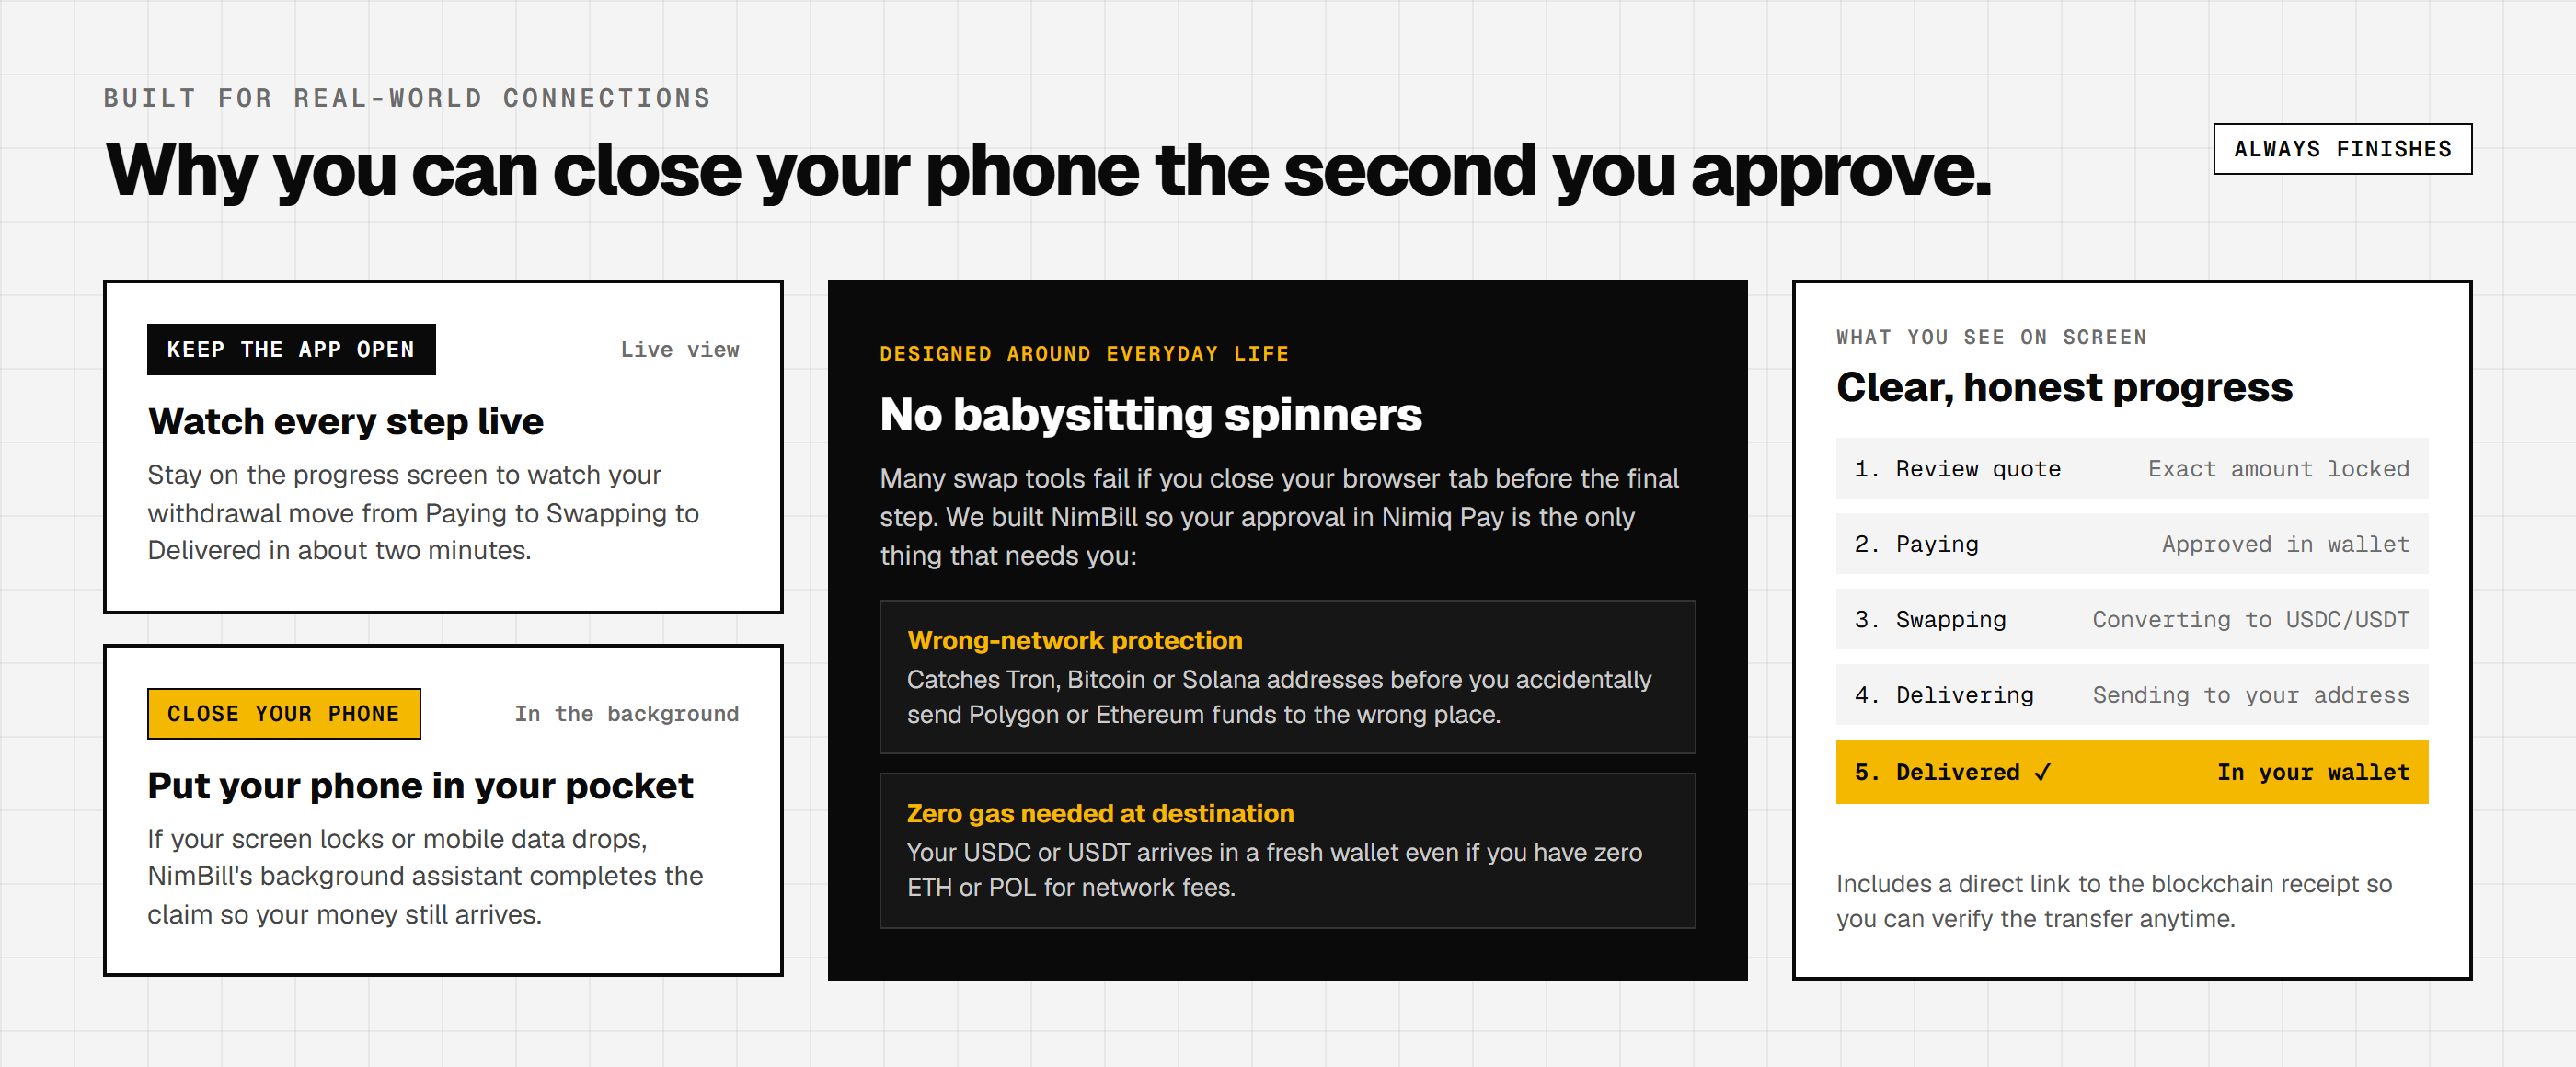 BUILT FOR REAL-WORLD CONNECTIONS
Why you can close your phone the second you approve.
ALWAYS FINISHES
KEEP THE APP OPEN
Live view
Watch every step live
Stay on the progress screen to watch your
withdrawal move from Paying to Swapping to
Delivered in about two minutes.
CLOSE YOUR PHONE
In the background
Put your phone in your pocket
If your screen locks or mobile data drops,
NimBill's background assistant completes the
claim so your money still arrives.
DESIGNED AROUND EVERYDAY LIFE
No babysitting spinners
Many swap tools fail if you close your browser tab before the final
step. We built NimBill so your approval in Nimiq Pay is the only
thing that needs you:
Wrong-network protection
Catches Tron, Bitcoin or Solana addresses before you accidentally
send Polygon or Ethereum funds to the wrong place.
Zero gas needed at destination
Your USDC or USDT arrives in a fresh wallet even if you have zero
ETH or POL for network fees.
WHAT YOU SEE ON SCREEN
Clear, honest progress
1. Review quote Exact amount locked
2. Paying Approved in wallet
3. Swapping Converting to USDC/USDT
4. Delivering Sending to your address
5. Delivered ✓ In your wallet
Includes a direct link to the blockchain receipt so
you can verify the transfer anytime.